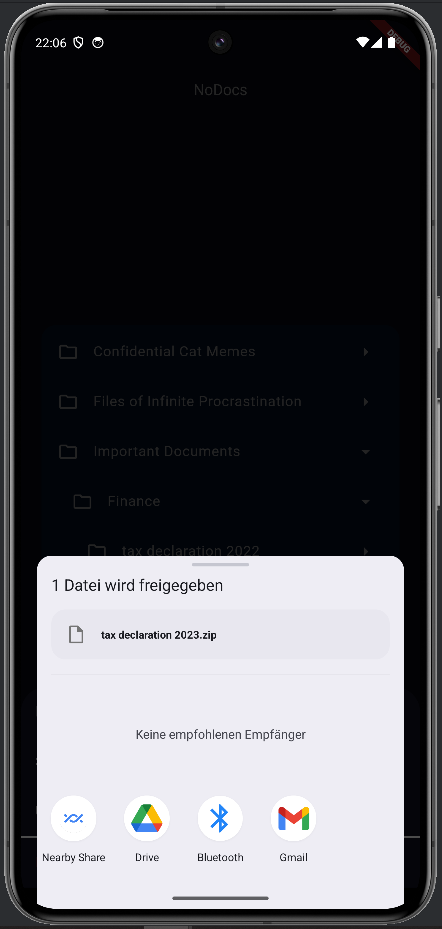 22:06
DEBUG
NoDocs
Confidential Cat Memes
Files of Infinite Procrastination
Important Documents
Finance
tax declaration 2022
1 Datei wird freigegeben
tax declaration 2023.zip
Keine empfohlenen Empfänger
Nearby Share
Drive
Bluetooth
Gmail